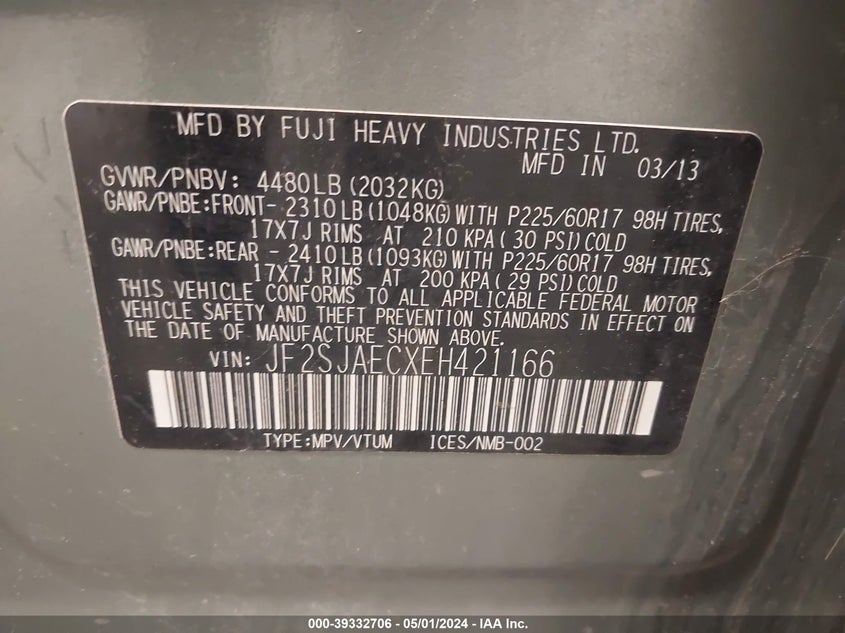 MFD BY FUJI HEAVY INDUSTRIES LTD.
MFD IN 03/13
GVWR/PNBV: 4480LB (2032KG)
GAWR/PNBE:FRONT- 2310LB(1048KG)WITH P225/60R17 98H TIRES,
17X7J RIMS AT 210 KPA( 30 PSI)COLD
GAWR/PNBE:REAR - 2410LB(1093KG)WITH P225/60R17 98H TIRES,
17X7J RIMS AT 200 KPA( 29 PSI)COLD
THIS VEHICLE CONFORMS TO ALL APPLICABLE FEDERAL MOTOR
VEHICLE SAFETY AND THEFT PREVENTION STANDARDS IN EFFECT ON
THE DATE OF MANUFACTURE SHOWN ABOVE.
VIN: JF2SJAECXEH421166
TYPE:MPV/VTUM ICES/NMB-002
000-39332706 - 05/01/2024 - IAA Inc.